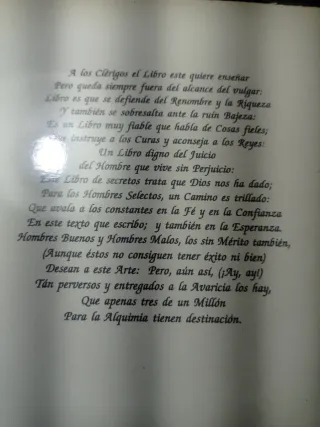 A los Clérigos el Libro este quiere enseñar
Pero queda siempre fuera del alcance del vulgar:
Libro es que se defiende del Renombre y la Riqueza
Y también se sobresalta ante la ruin Bajeza:
Es un Libro muy fiable que habla de Cosas fieles;
Que instruye a los Curas y aconseja a los Reyes:
Un Libro digno del Juicio
del Hombre que vive sin Perjuicio:
Este Libro de secretos trata que Dios nos ha dado;
Para los Hombres Selectos, un Camino es trillado:
Que avala a los constantes en la Fé y en la Confianza
En este texto que escribo; y también en la Esperanza.
Hombres Buenos y Hombres Malos, los sin Mérito también,
(Aunque éstos no consiguen tener éxito ni bien)
Desean a este Arte: Pero, aún así, (¡Ay, ay!)
Tán perversos y entregados a la Avaricia los hay,
Que apenas tres de un Millón
Para la Alquimia tienen destinación.